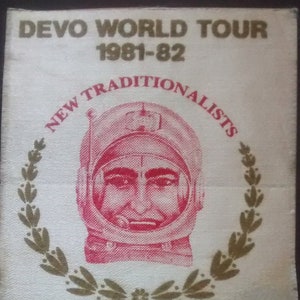 DEVO WORLD TOUR
1981-82
NEW TRADITIONALISTS